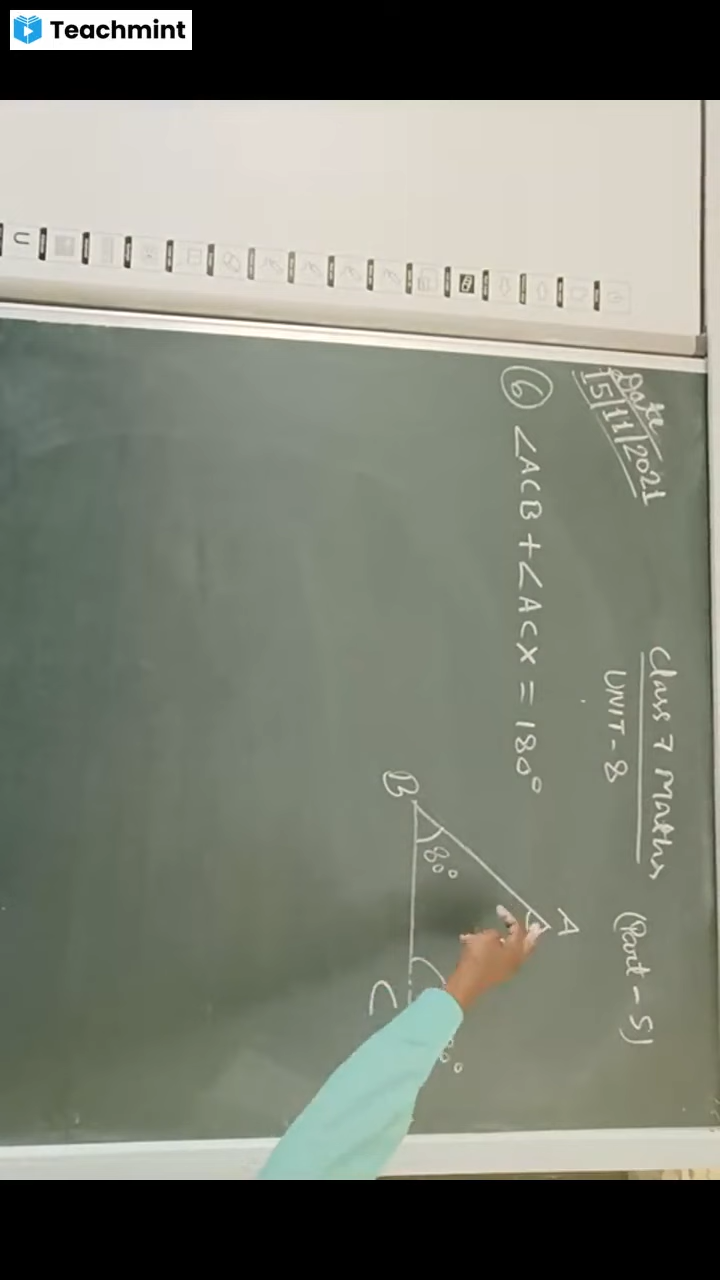 Teachmint
Date
15/11/2021
Class 7 Maths
UNIT-8
(Part-5)
⑥ ∠ACB + ∠ACX = 180°
A
B
80°
C